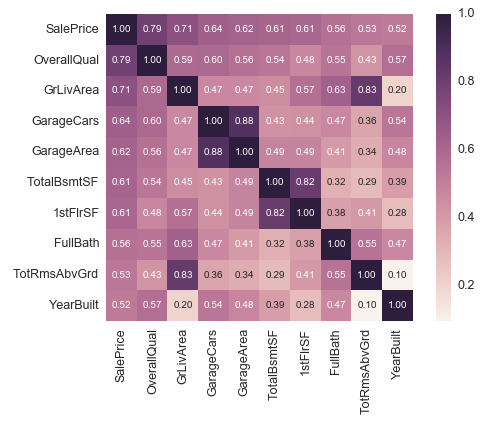 SalePrice 1.00 0.79 0.71 0.64 0.62 0.61 0.61 0.56 0.53 0.52
OverallQual 0.79 1.00 0.59 0.60 0.56 0.54 0.48 0.55 0.43 0.57
GrLivArea 0.71 0.59 1.00 0.47 0.47 0.45 0.57 0.63 0.83 0.20
GarageCars 0.64 0.60 0.47 1.00 0.88 0.43 0.44 0.47 0.36 0.54
GarageArea 0.62 0.56 0.47 0.88 1.00 0.49 0.49 0.41 0.34 0.48
TotalBsmtSF 0.61 0.54 0.45 0.43 0.49 1.00 0.82 0.32 0.29 0.39
1stFlrSF 0.61 0.48 0.57 0.44 0.49 0.82 1.00 0.38 0.41 0.28
FullBath 0.56 0.55 0.63 0.47 0.41 0.32 0.38 1.00 0.55 0.47
TotRmsAbvGrd 0.53 0.43 0.83 0.36 0.34 0.29 0.41 0.55 1.00 0.10
YearBuilt 0.52 0.57 0.20 0.54 0.48 0.39 0.28 0.47 0.10 1.00
SalePrice
OverallQual
GrLivArea
GarageCars
GarageArea
TotalBsmtSF
1stFlrSF
FullBath
TotRmsAbvGrd
YearBuilt
1.0
0.8
0.6
0.4
0.2